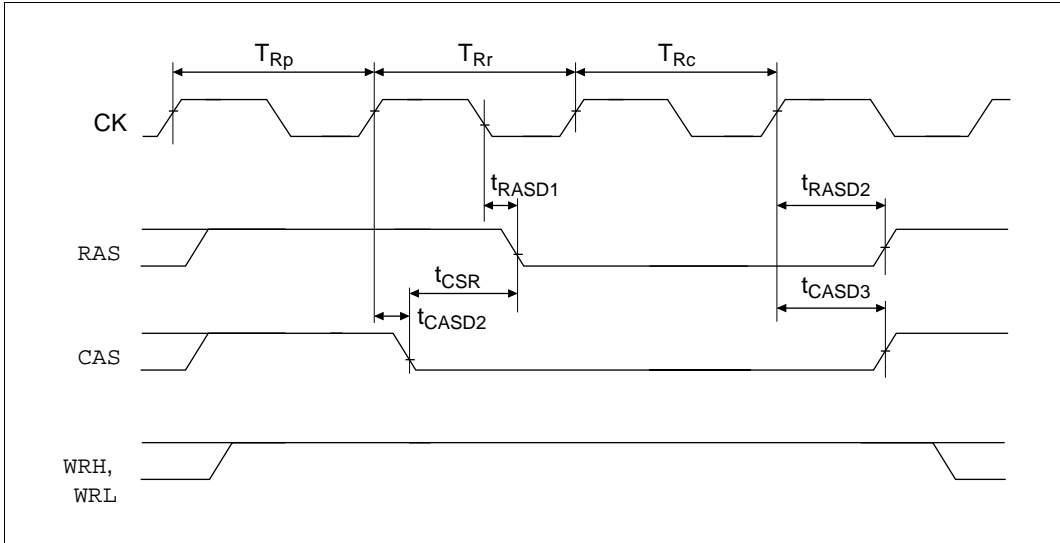 TRp TRr TRc
CK
tRASD1 tRASD2
RAS
tCSR tCASD3
tCASD2
CAS
WRH,
WRL